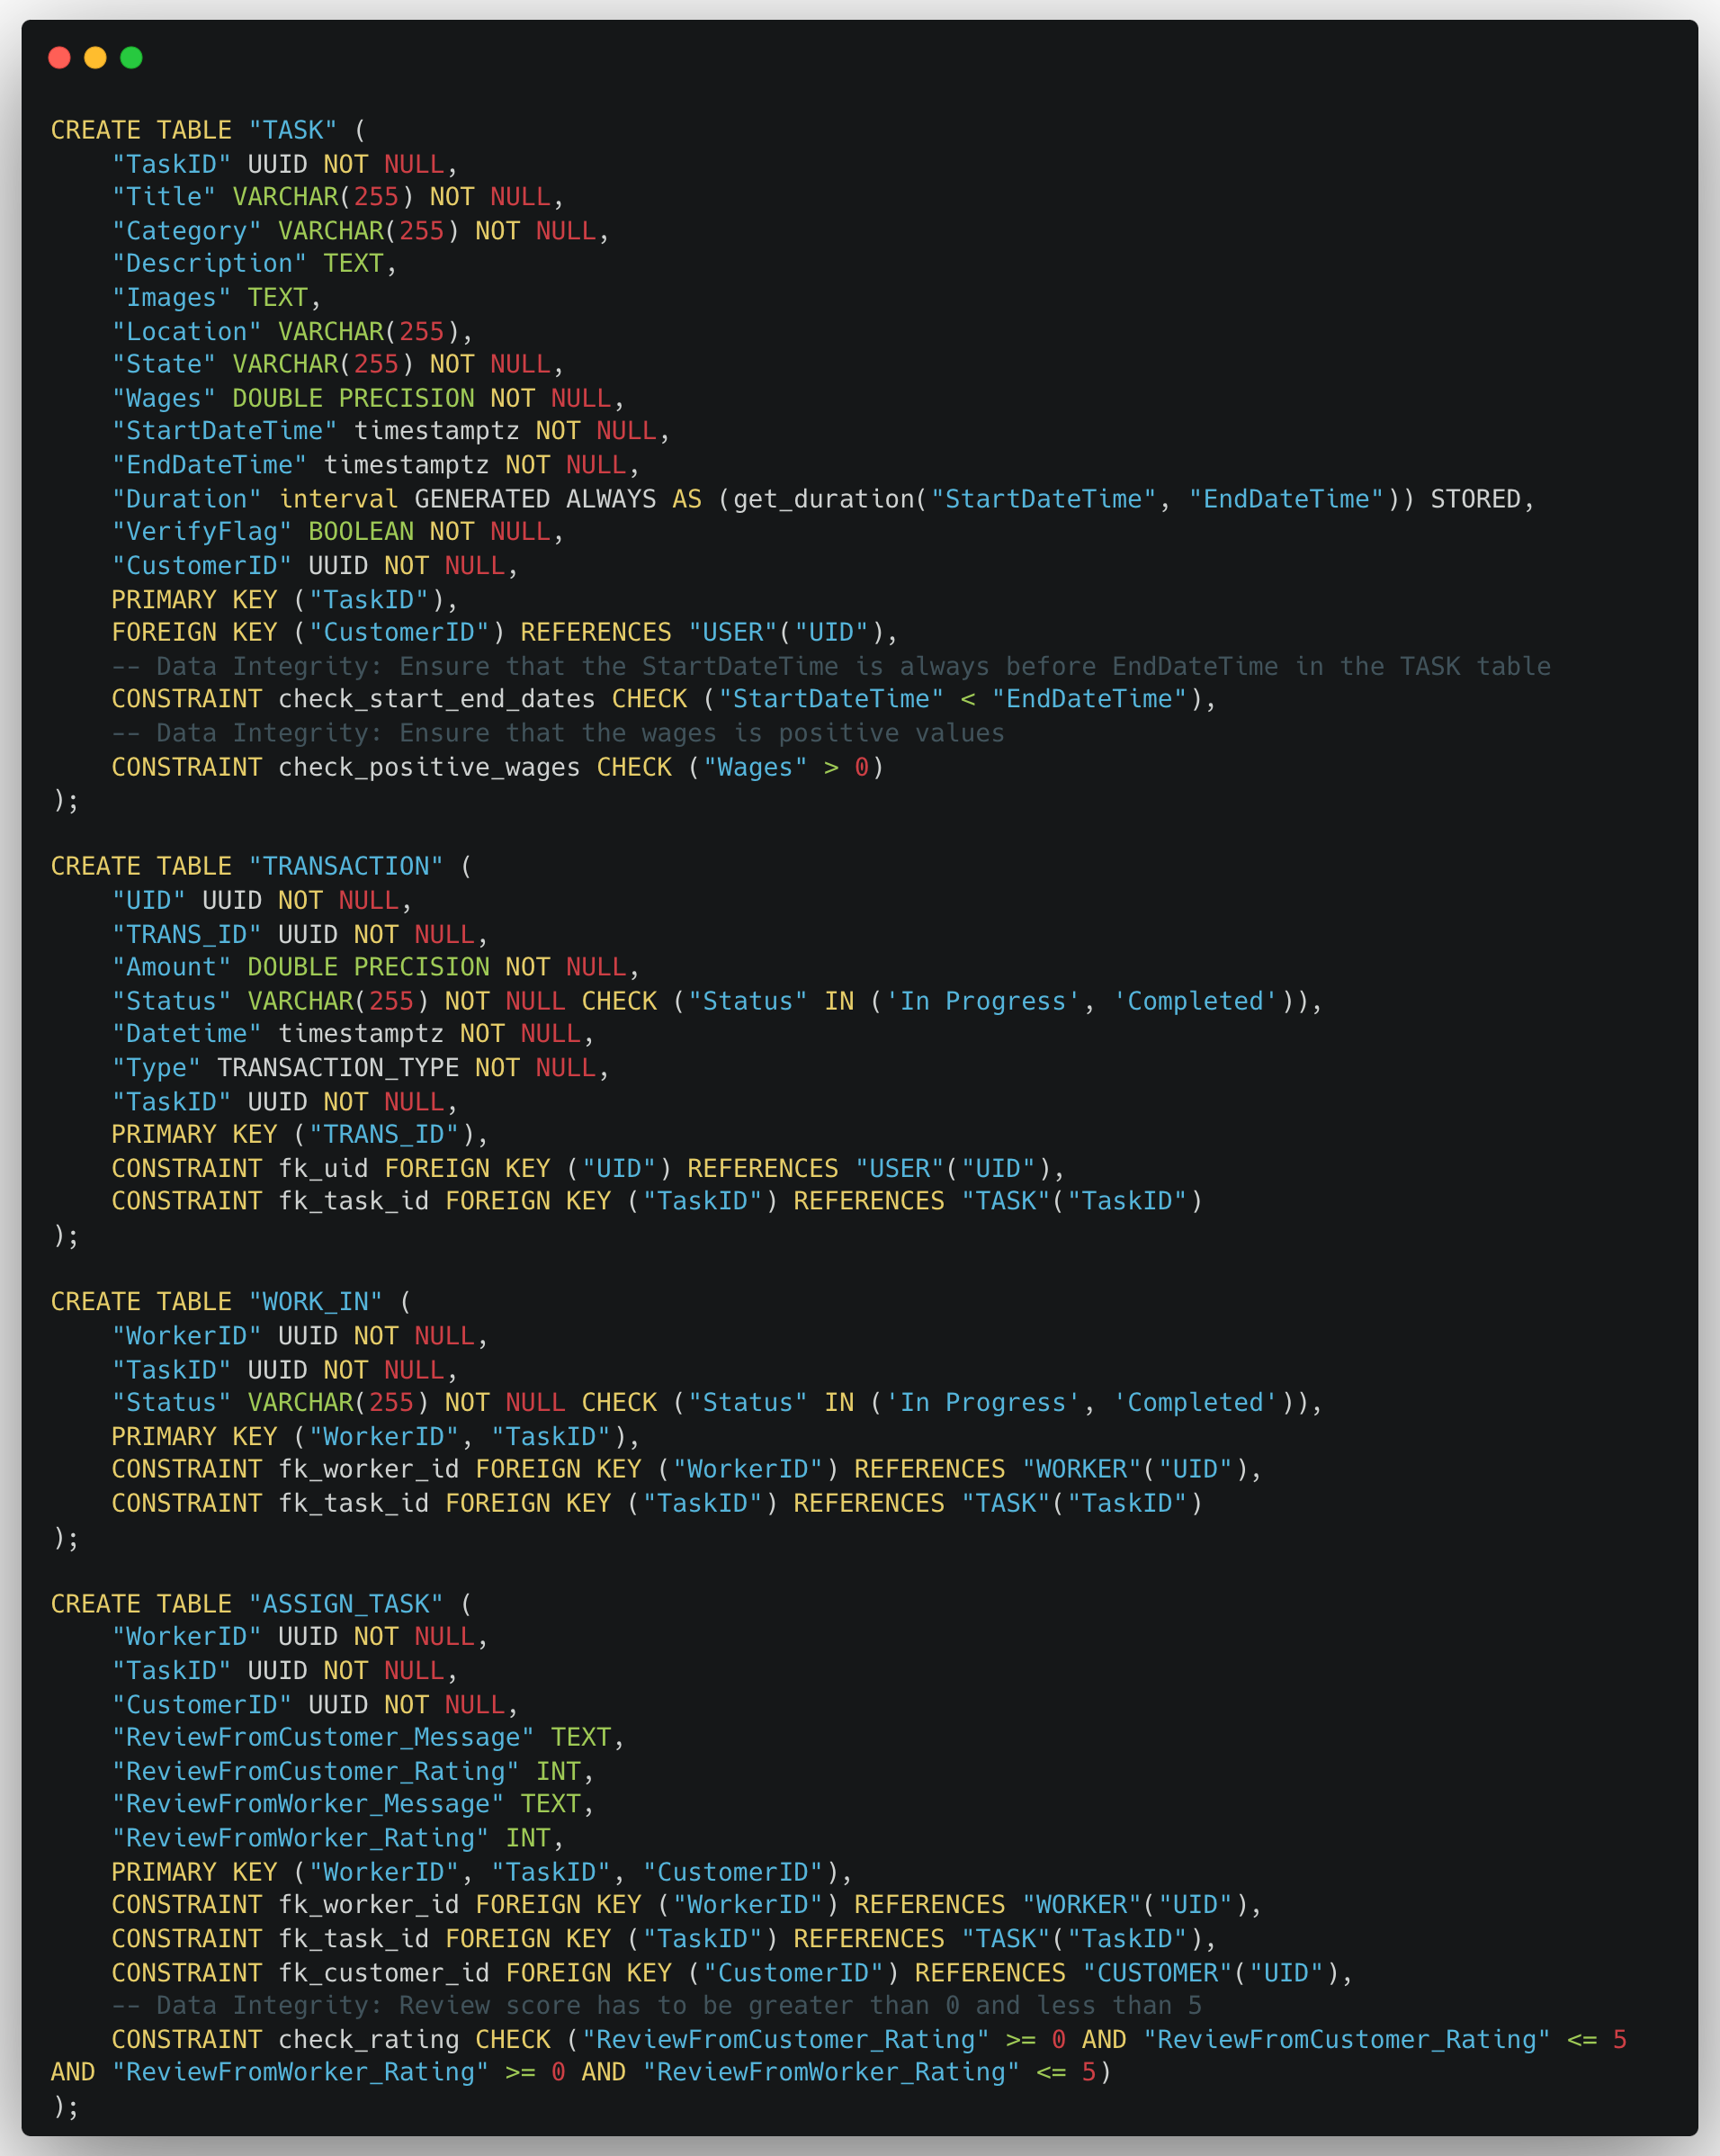 CREATE TABLE "TASK" (
    "TaskID" UUID NOT NULL,
    "Title" VARCHAR(255) NOT NULL,
    "Category" VARCHAR(255) NOT NULL,
    "Description" TEXT,
    "Images" TEXT,
    "Location" VARCHAR(255),
    "State" VARCHAR(255) NOT NULL,
    "Wages" DOUBLE PRECISION NOT NULL,
    "StartDateTime" timestamptz NOT NULL,
    "EndDateTime" timestamptz NOT NULL,
    "Duration" interval GENERATED ALWAYS AS (get_duration("StartDateTime", "EndDateTime")) STORED,
    "VerifyFlag" BOOLEAN NOT NULL,
    "CustomerID" UUID NOT NULL,
    PRIMARY KEY ("TaskID"),
    FOREIGN KEY ("CustomerID") REFERENCES "USER"("UID"),
    -- Data Integrity: Ensure that the StartDateTime is always before EndDateTime in the TASK table
    CONSTRAINT check_start_end_dates CHECK ("StartDateTime" < "EndDateTime"),
    -- Data Integrity: Ensure that the wages is positive values
    CONSTRAINT check_positive_wages CHECK ("Wages" > 0)
);

CREATE TABLE "TRANSACTION" (
    "UID" UUID NOT NULL,
    "TRANS_ID" UUID NOT NULL,
    "Amount" DOUBLE PRECISION NOT NULL,
    "Status" VARCHAR(255) NOT NULL CHECK ("Status" IN ('In Progress', 'Completed')),
    "Datetime" timestamptz NOT NULL,
    "Type" TRANSACTION_TYPE NOT NULL,
    "TaskID" UUID NOT NULL,
    PRIMARY KEY ("TRANS_ID"),
    CONSTRAINT fk_uid FOREIGN KEY ("UID") REFERENCES "USER"("UID"),
    CONSTRAINT fk_task_id FOREIGN KEY ("TaskID") REFERENCES "TASK"("TaskID")
);

CREATE TABLE "WORK_IN" (
    "WorkerID" UUID NOT NULL,
    "TaskID" UUID NOT NULL,
    "Status" VARCHAR(255) NOT NULL CHECK ("Status" IN ('In Progress', 'Completed')),
    PRIMARY KEY ("WorkerID", "TaskID"),
    CONSTRAINT fk_worker_id FOREIGN KEY ("WorkerID") REFERENCES "WORKER"("UID"),
    CONSTRAINT fk_task_id FOREIGN KEY ("TaskID") REFERENCES "TASK"("TaskID")
);

CREATE TABLE "ASSIGN_TASK" (
    "WorkerID" UUID NOT NULL,
    "TaskID" UUID NOT NULL,
    "CustomerID" UUID NOT NULL,
    "ReviewFromCustomer_Message" TEXT,
    "ReviewFromCustomer_Rating" INT,
    "ReviewFromWorker_Message" TEXT,
    "ReviewFromWorker_Rating" INT,
    PRIMARY KEY ("WorkerID", "TaskID", "CustomerID"),
    CONSTRAINT fk_worker_id FOREIGN KEY ("WorkerID") REFERENCES "WORKER"("UID"),
    CONSTRAINT fk_task_id FOREIGN KEY ("TaskID") REFERENCES "TASK"("TaskID"),
    CONSTRAINT fk_customer_id FOREIGN KEY ("CustomerID") REFERENCES "CUSTOMER"("UID"),
    -- Data Integrity: Review score has to be greater than 0 and less than 5
    CONSTRAINT check_rating CHECK ("ReviewFromCustomer_Rating" >= 0 AND "ReviewFromCustomer_Rating" <= 5
AND "ReviewFromWorker_Rating" >= 0 AND "ReviewFromWorker_Rating" <= 5)
);